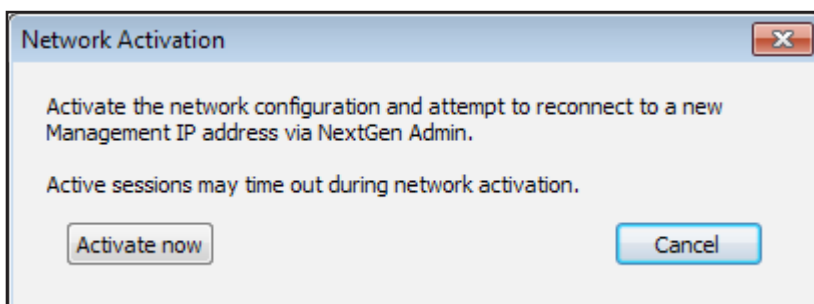 Network Activation
Activate the network configuration and attempt to reconnect to a new
Management IP address via NextGen Admin.
Active sessions may time out during network activation.
Activate now
Cancel